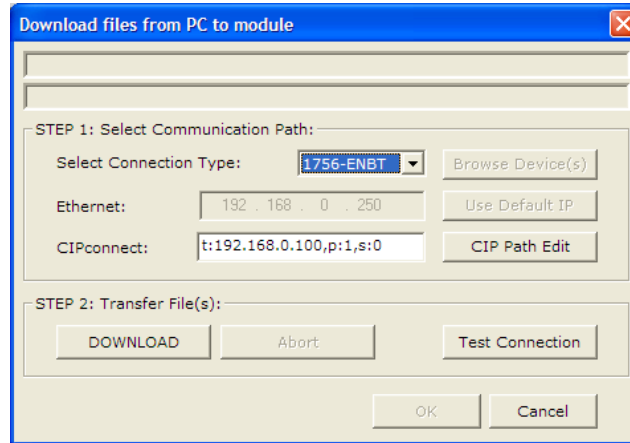 Download files from PC to module
STEP 1: Select Communication Path:
Select Connection Type: 1756-ENBT Browse Device(s)
Ethernet: 192 . 168 . 0 . 250 Use Default IP
CIPconnect: t:192.168.0.100,p:1,s:0 CIP Path Edit
STEP 2: Transfer File(s):
DOWNLOAD Abort Test Connection
OK Cancel